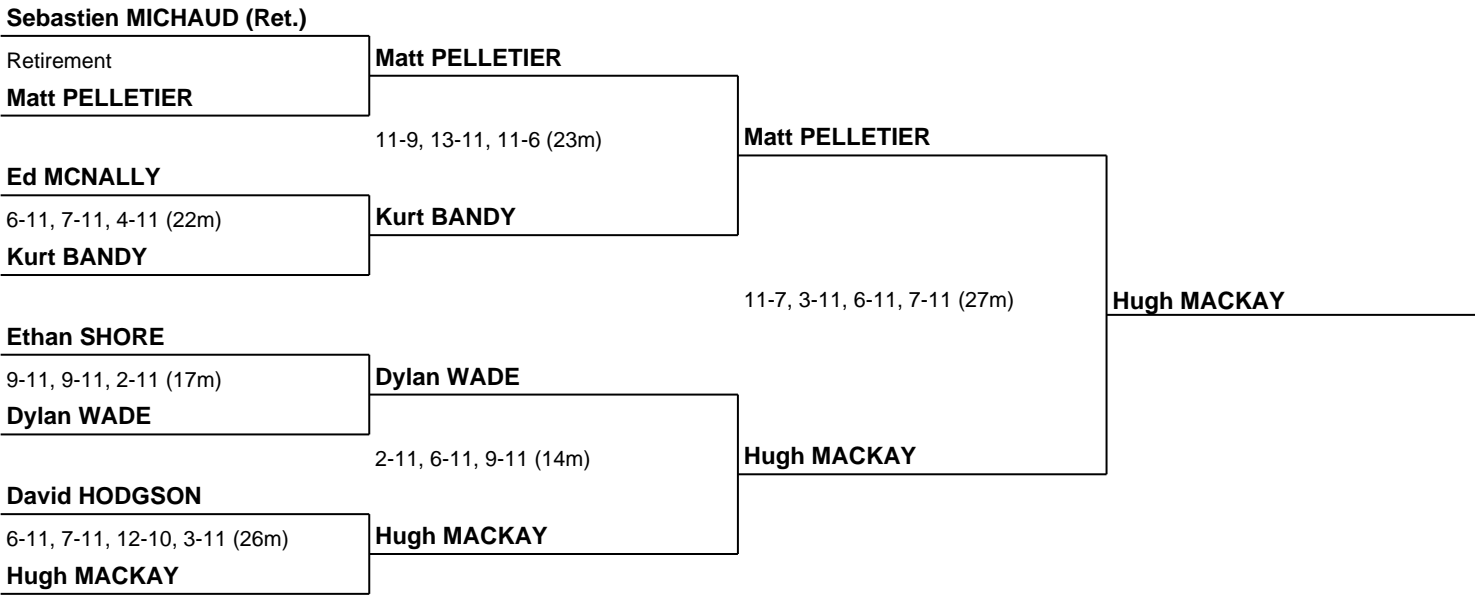 Sebastien MICHAUD (Ret.)
Retirement
Matt PELLETIER
Matt PELLETIER
11-9, 13-11, 11-6 (23m)
Matt PELLETIER
Ed MCNALLY
6-11, 7-11, 4-11 (22m)
Kurt BANDY
Kurt BANDY
11-7, 3-11, 6-11, 7-11 (27m)
Hugh MACKAY
Ethan SHORE
9-11, 9-11, 2-11 (17m)
Dylan WADE
Dylan WADE
2-11, 6-11, 9-11 (14m)
Hugh MACKAY
David HODGSON
6-11, 7-11, 12-10, 3-11 (26m)
Hugh MACKAY
Hugh MACKAY